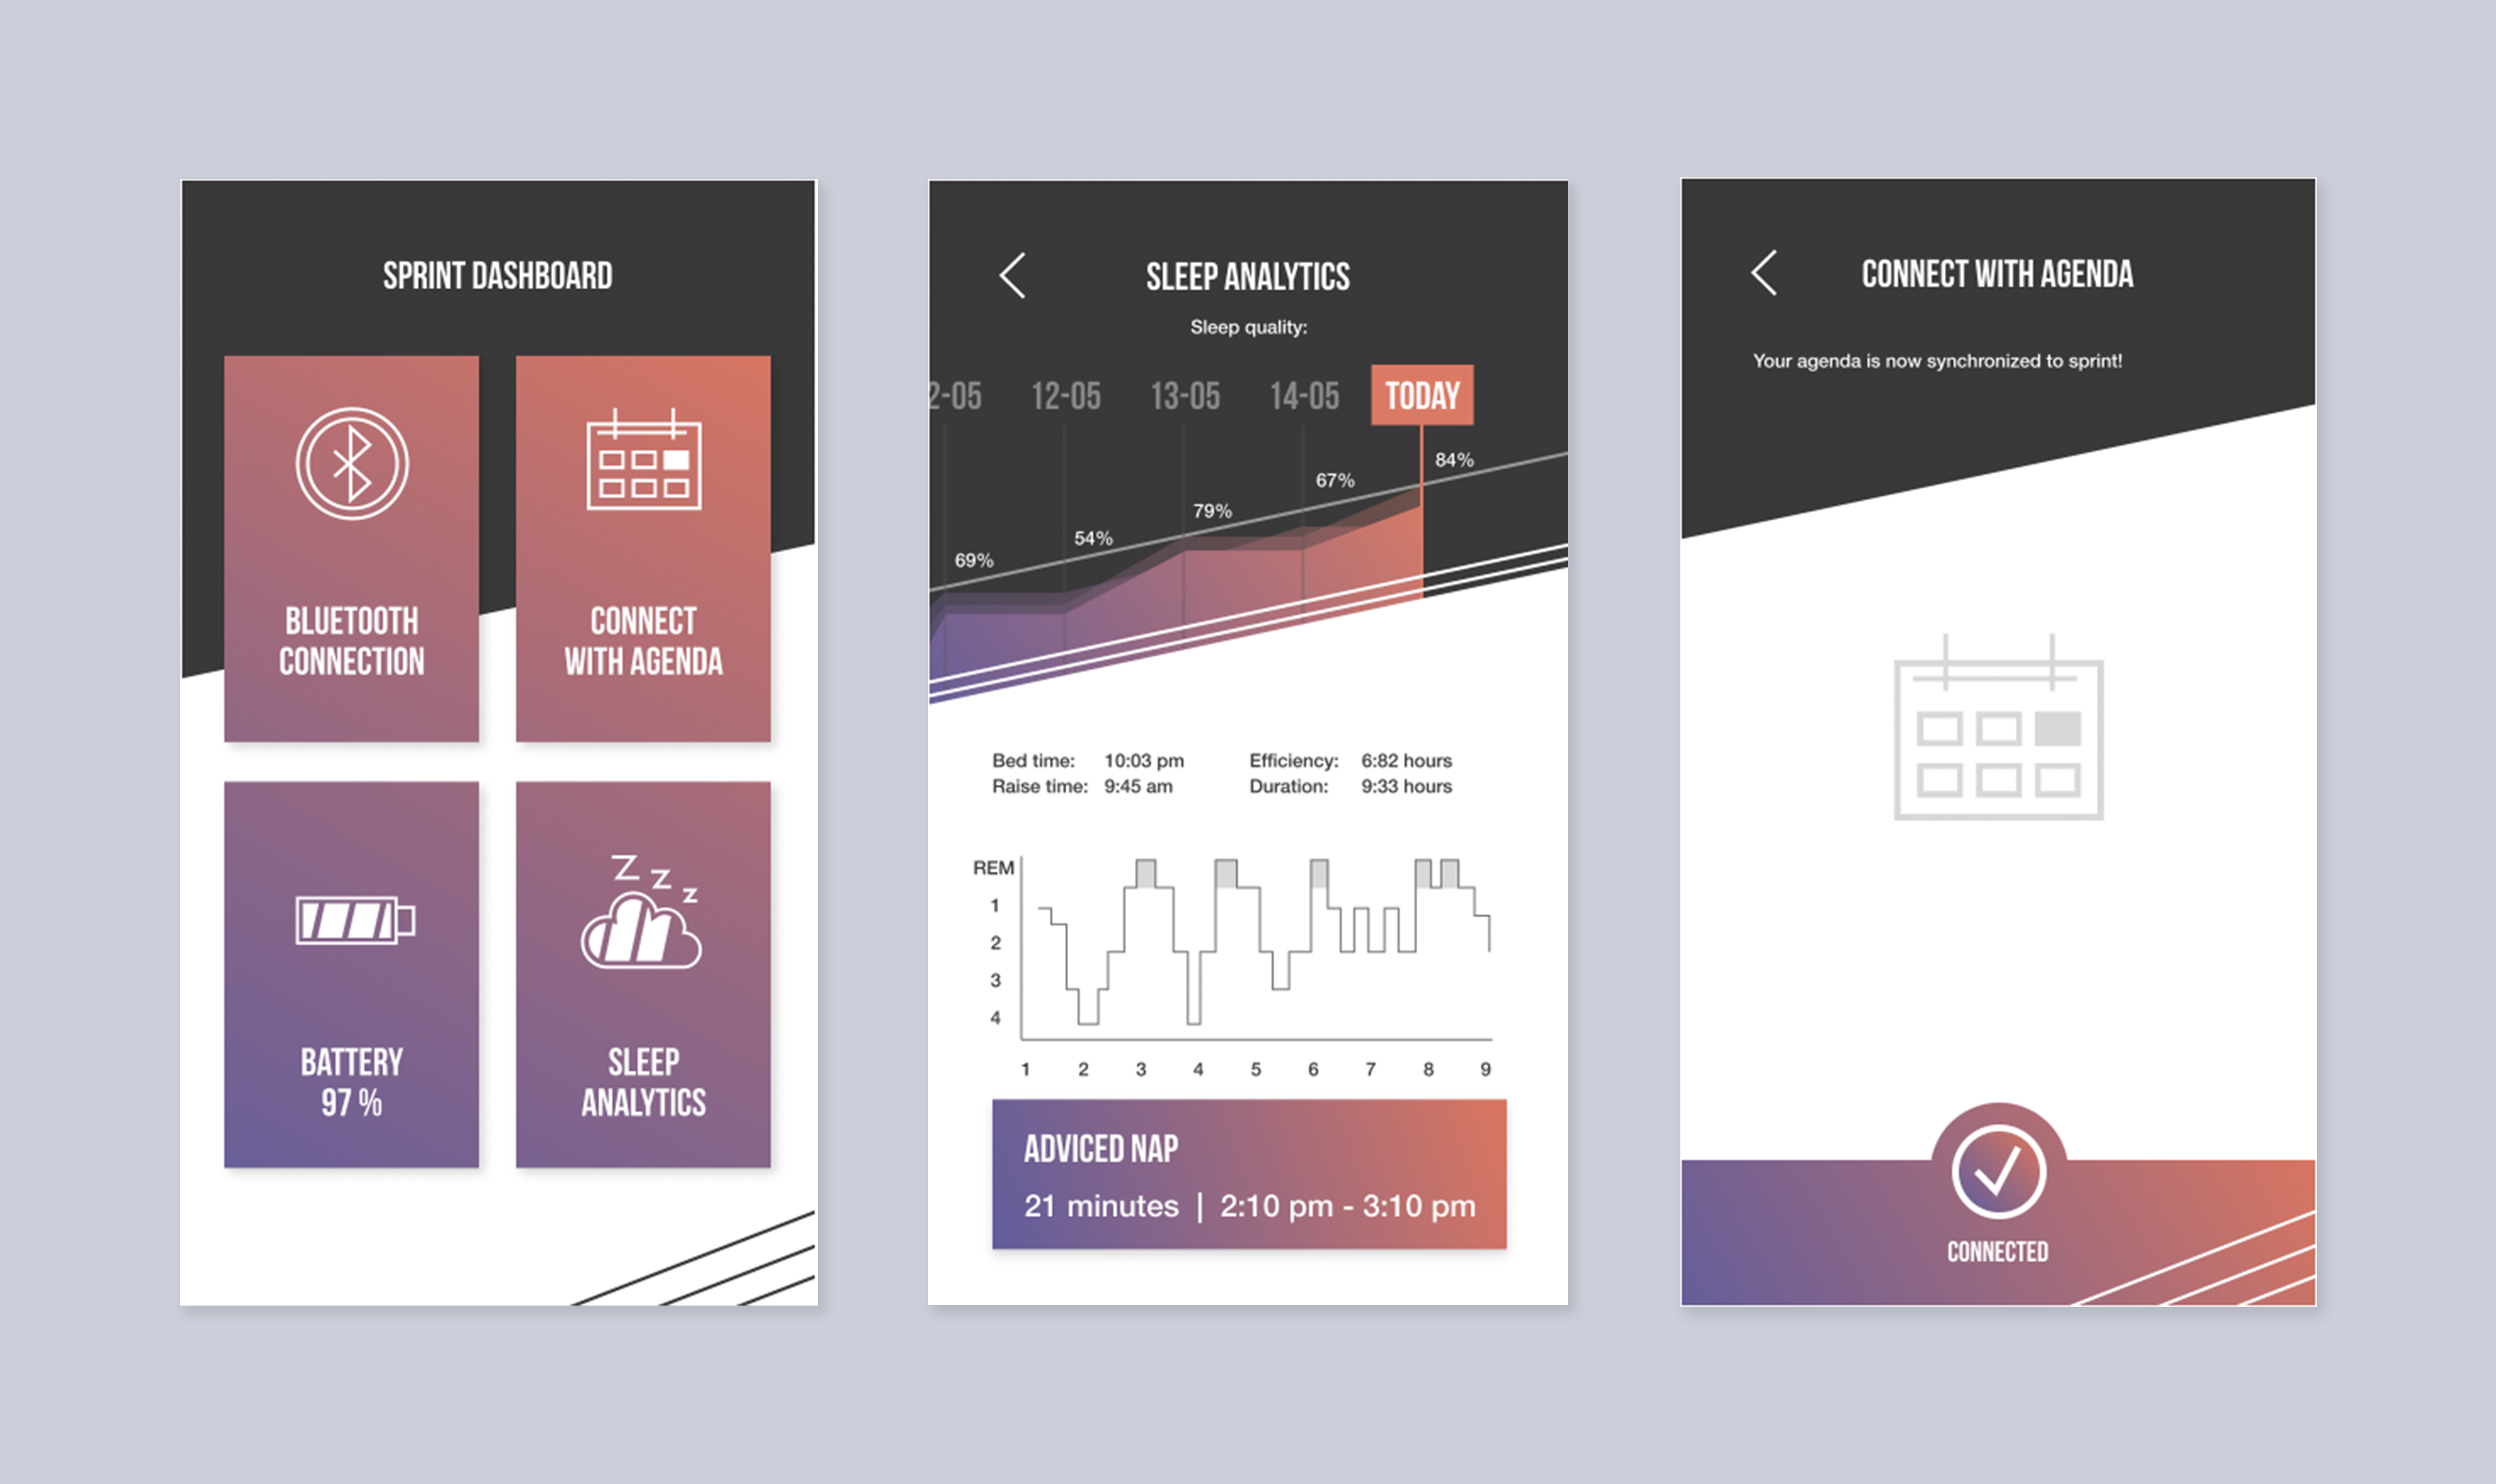 SPRINT DASHBOARD
BLUETOOTH
CONNECTION
CONNECT
WITH AGENDA
BATTERY
97 %
Z Z Z
SLEEP
ANALYTICS
SLEEP ANALYTICS
Sleep quality:
2-05 12-05 13-05 14-05 TODAY
69% 54% 79% 67% 84%
Bed time: 10:03 pm Efficiency: 6:82 hours
Raise time: 9:45 am Duration: 9:33 hours
REM
1
2
3
4
1 2 3 4 5 6 7 8 9
ADVICED NAP
21 minutes | 2:10 pm - 3:10 pm
CONNECT WITH AGENDA
Your agenda is now synchronized to sprint!
CONNECTED